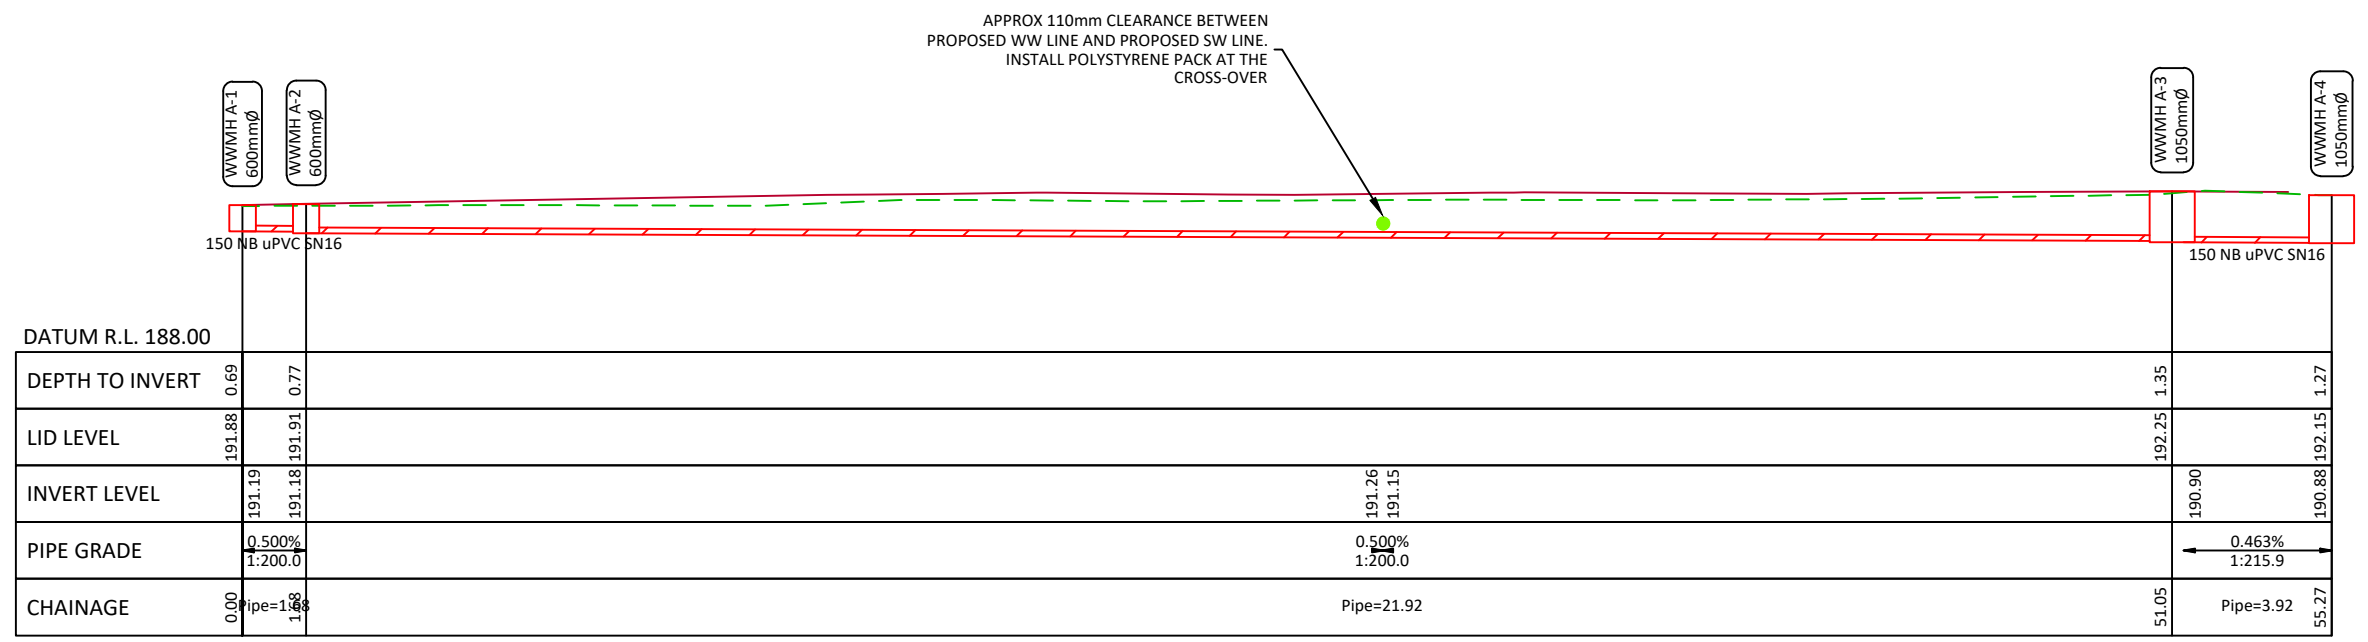 APPROX 110mm CLEARANCE BETWEEN
PROPOSED WW LINE AND PROPOSED SW LINE.
INSTALL POLYSTYRENE PACK AT THE
CROSS-OVER
WWMH A-1
600mmØ
WWMH A-2
600mmØ
WWMH A-3
1050mmØ
WWMH A-4
1050mmØ
150 NB uPVC SN16
150 NB uPVC SN16
DATUM R.L. 188.00
DEPTH TO INVERT 0.69 0.77 1.35 1.27
LID LEVEL 191.88 191.91 192.25 192.15
INVERT LEVEL 191.19 191.18 191.26 191.15 190.90 190.88
PIPE GRADE
0.500% 0.500% 0.463%
1:200.0 1:200.0 1:215.9
CHAINAGE 0.00 Pipe=1.68 1.68 Pipe=21.92 51.05 Pipe=3.92 55.27